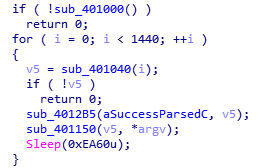 if ( !sub_401000() )
return 0;
for ( i = 0; i < 1440; ++i )
{
v5 = sub_401040(i);
if ( !v5 )
return 0;
sub_4012B5(aSuccessParsedC, v5);
sub_401150(v5, *argv);
Sleep(0xEA60u);
}